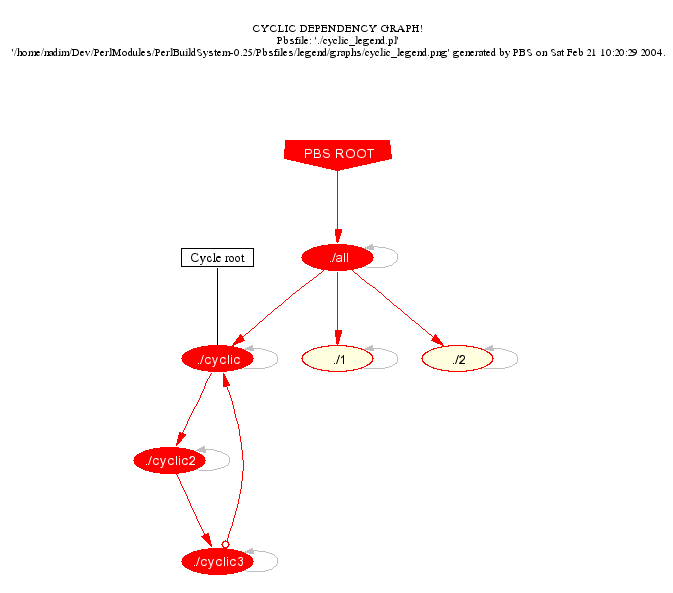 CYCLIC DEPENDENCY GRAPH!
Pbsfile: './cyclic_legend.pl'
'/home/nadim/Dev/PerlModules/PerlBuildSystem-0.25/Pbsfiles/legend/graphs/cyclic_legend.png' generated by PBS on Sat Feb 21 10:20:29 2004.
PBS ROOT
Cycle root
./all
./cyclic
./1
./2
./cyclic2
./cyclic3